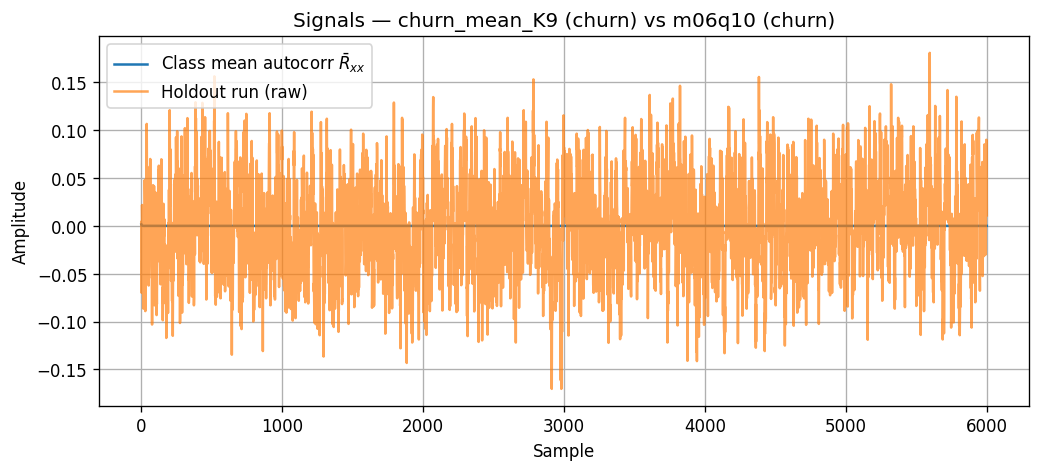 Signals — churn_mean_K9 (churn) vs m06q10 (churn)
Class mean autocorr R̄xx
Holdout run (raw)
0.15
0.10
0.05
0.00
−0.05
−0.10
−0.15
Amplitude
0
1000
2000
3000
4000
5000
6000
Sample